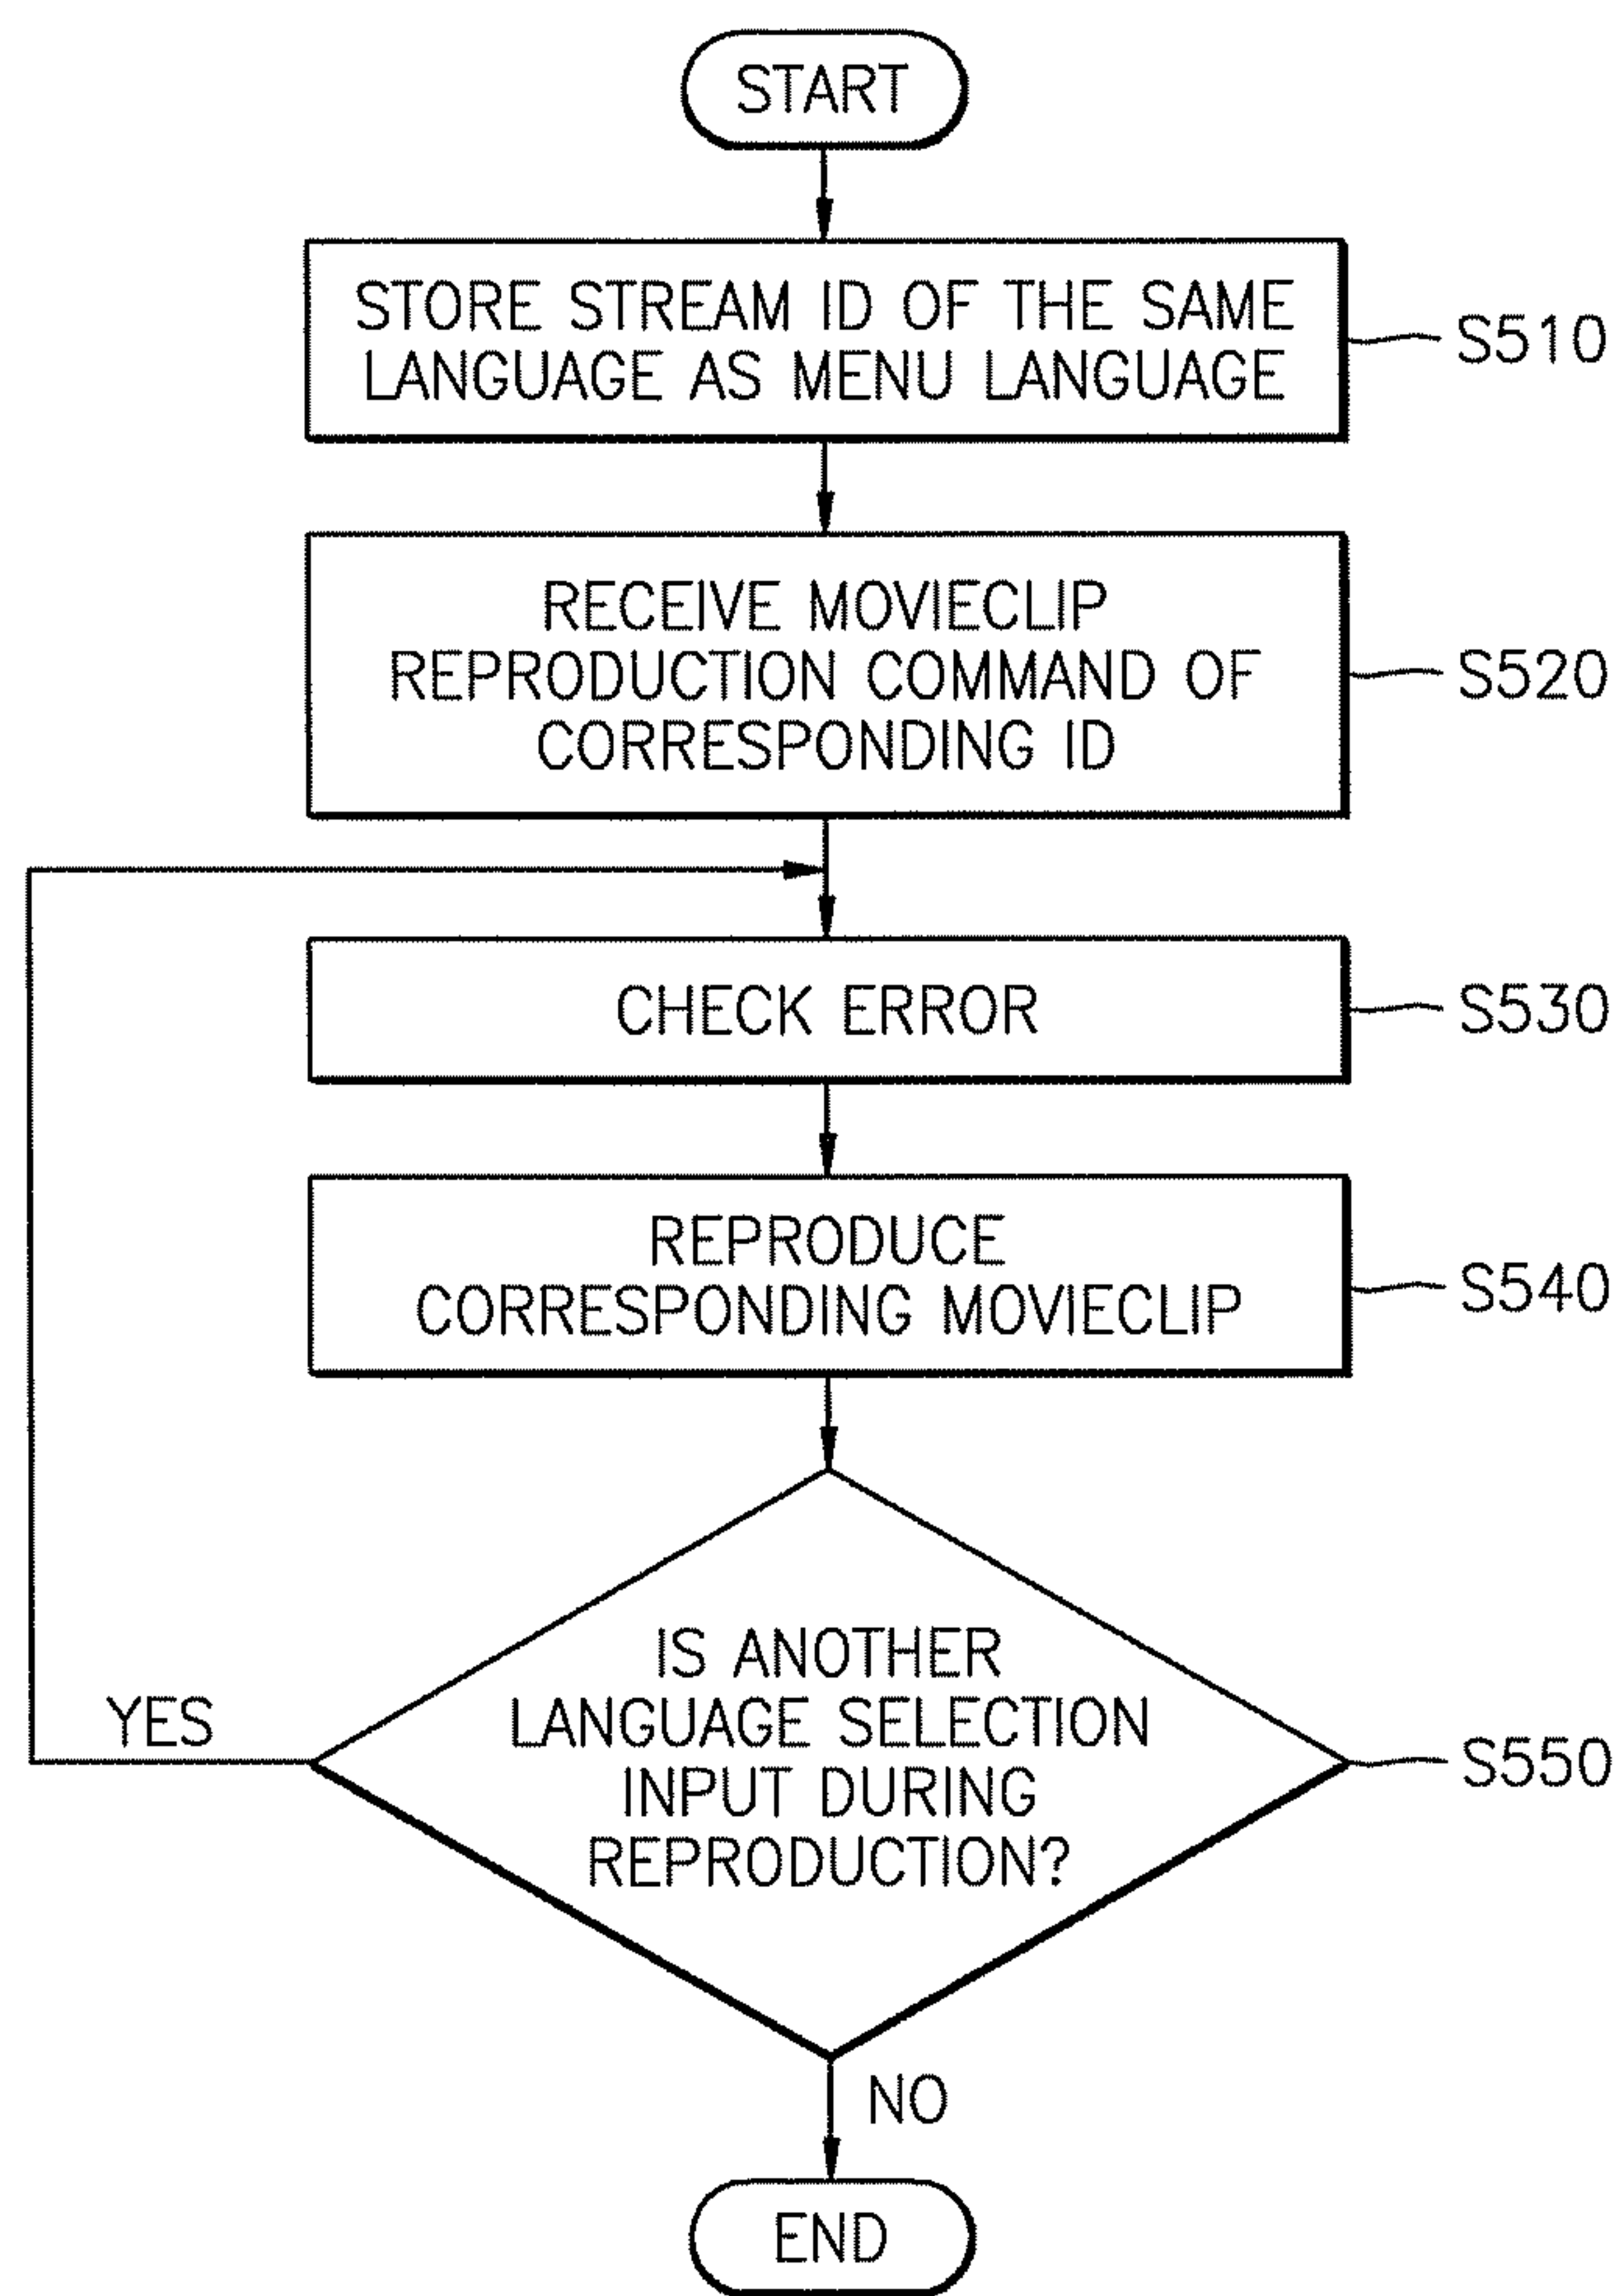 START
STORE STREAM ID OF THE SAME
LANGUAGE AS MENU LANGUAGE
S510
RECEIVE MOVIECLIP
REPRODUCTION COMMAND OF
CORRESPONDING ID
S520
CHECK ERROR
S530
REPRODUCE
CORRESPONDING MOVIECLIP
S540
IS ANOTHER
LANGUAGE SELECTION
INPUT DURING
REPRODUCTION?
YES
S550
NO
END